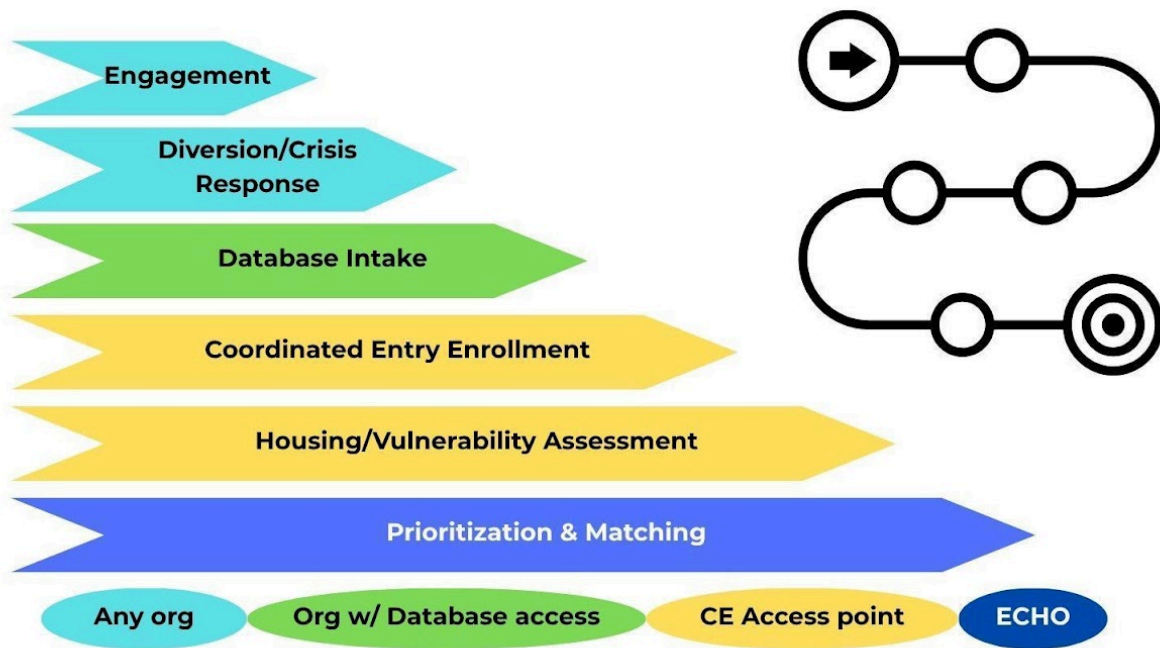 Engagement
Diversion/Crisis
Response
Database Intake
Coordinated Entry Enrollment
Housing/Vulnerability Assessment
Prioritization & Matching
Any org
Org w/ Database access
CE Access point
ECHO